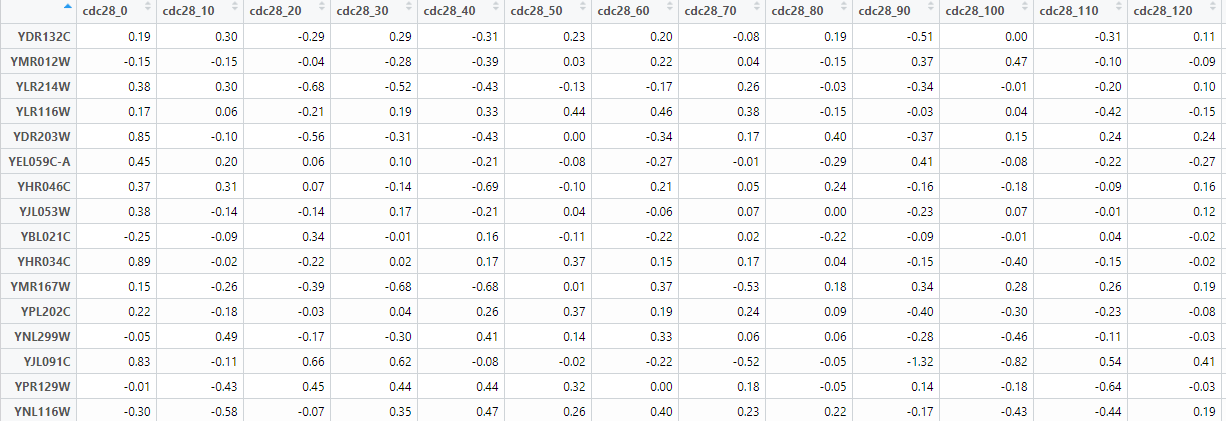 cdc28_0 cdc28_10 cdc28_20 cdc28_30 cdc28_40 cdc28_50 cdc28_60 cdc28_70 cdc28_80 cdc28_90 cdc28_100 cdc28_110 cdc28_120
YDR132C 0.19 0.30 -0.29 0.29 -0.31 0.23 0.20 -0.08 0.19 -0.51 0.00 -0.31 0.11
YMR012W -0.15 -0.15 -0.04 -0.28 -0.39 0.03 0.22 0.04 -0.15 0.37 0.47 -0.10 -0.09
YLR214W 0.38 0.30 -0.68 -0.52 -0.43 -0.13 -0.17 0.26 -0.03 -0.34 -0.01 -0.20 0.10
YLR116W 0.17 0.06 -0.21 0.19 0.33 0.44 0.46 0.38 -0.15 -0.03 0.04 -0.42 -0.15
YDR203W 0.85 -0.10 -0.56 -0.31 -0.43 0.00 -0.34 0.17 0.40 -0.37 0.15 0.24 0.24
YEL059C-A 0.45 0.20 0.06 0.10 -0.21 -0.08 -0.27 -0.01 -0.29 0.41 -0.08 -0.22 -0.27
YHR046C 0.37 0.31 0.07 -0.14 -0.69 -0.10 0.21 0.05 0.24 -0.16 -0.18 -0.09 0.16
YJL053W 0.38 -0.14 -0.14 0.17 -0.21 0.04 -0.06 0.07 0.00 -0.23 0.07 -0.01 0.12
YBL021C -0.25 -0.09 0.34 -0.01 0.16 -0.11 -0.22 0.02 -0.22 -0.09 -0.01 0.04 -0.02
YHR034C 0.89 -0.02 -0.22 0.02 0.17 0.37 0.15 0.17 0.04 -0.15 -0.40 -0.15 -0.02
YMR167W 0.15 -0.26 -0.39 -0.68 -0.68 0.01 0.37 -0.53 0.18 0.34 0.28 0.26 0.19
YPL202C 0.22 -0.18 -0.03 0.04 0.26 0.37 0.19 0.24 0.09 -0.40 -0.30 -0.23 -0.08
YNL299W -0.05 0.49 -0.17 -0.30 0.41 0.14 0.33 0.06 0.06 -0.28 -0.46 -0.11 -0.03
YJL091C 0.83 -0.11 0.66 0.62 -0.08 -0.02 -0.22 -0.52 -0.05 -1.32 -0.82 0.54 0.41
YPR129W -0.01 -0.43 0.45 0.44 0.44 0.32 0.00 0.18 -0.05 0.14 -0.18 -0.64 -0.03
YNL116W -0.30 -0.58 -0.07 0.35 0.47 0.26 0.40 0.23 0.22 -0.17 -0.43 -0.44 0.19